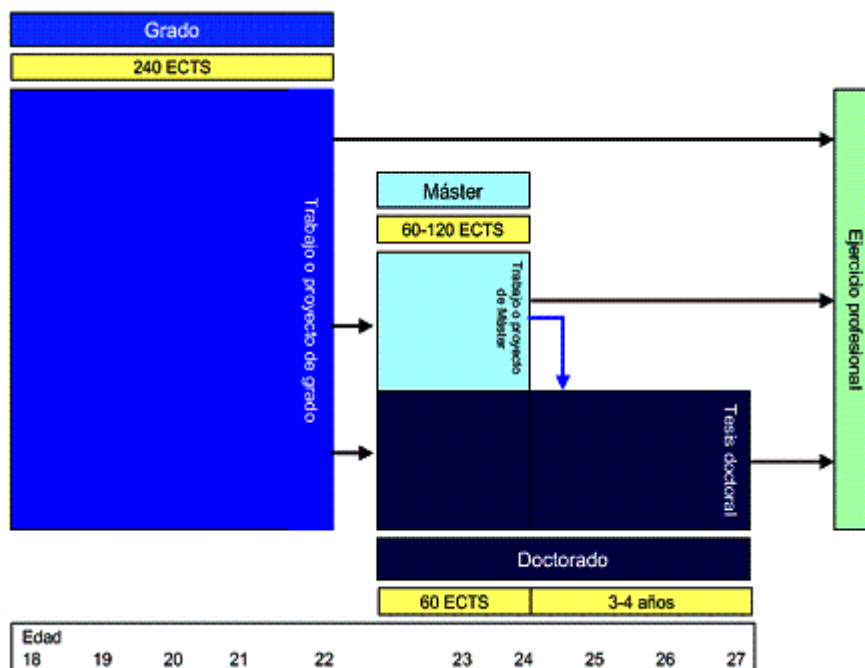 Grado
240 ECTS
Trabajo o proyecto de grado
Máster
60-120 ECTS
Trabajo o proyecto
de Máster
Ejercicio profesional
Tesis doctoral
Doctorado
60 ECTS
3-4 años
Edad
18 19 20 21 22 23 24 25 26 27